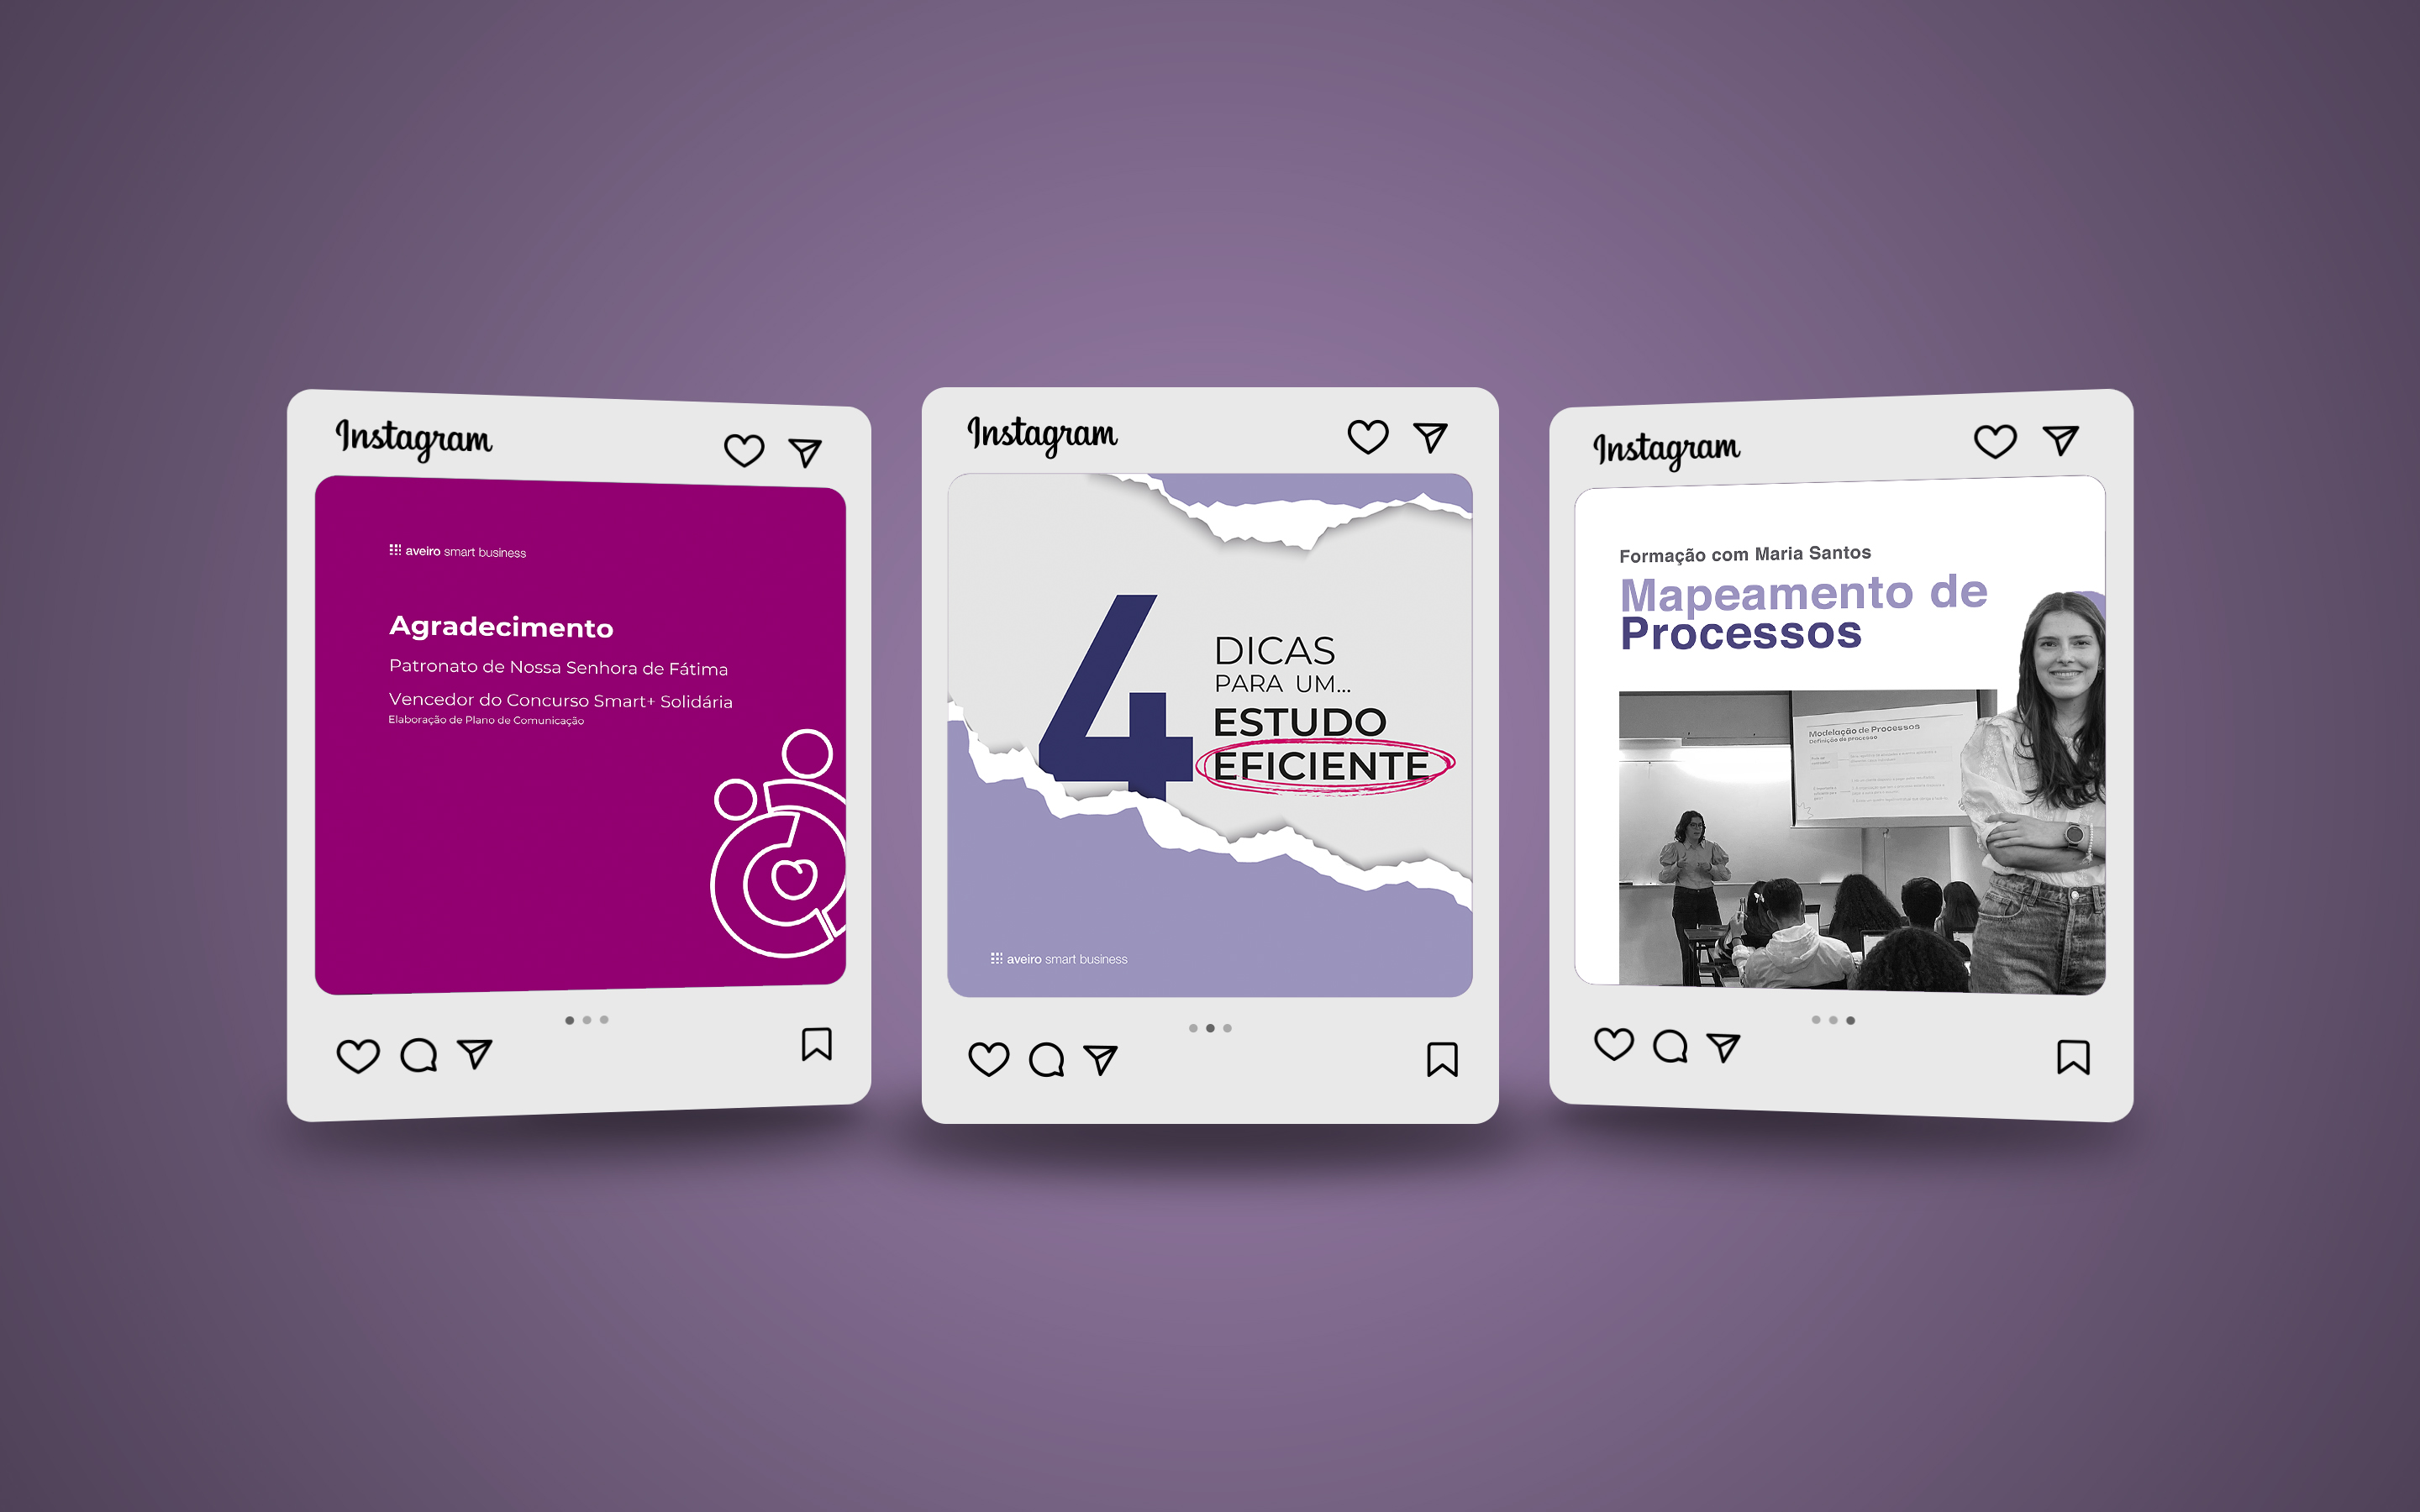 Instagram
aveiro smart business
Agradecimento
Patronato de Nossa Senhora de Fátima
Vencedor do Concurso Smart+ Solidária
Elaboração de Plano de Comunicação
Instagram
4
DICAS
PARA UM...
ESTUDO
EFICIENTE
aveiro smart business
Instagram
Formação com Maria Santos
Mapeamento de
Processos
Modelação de Processos
Definição de processo